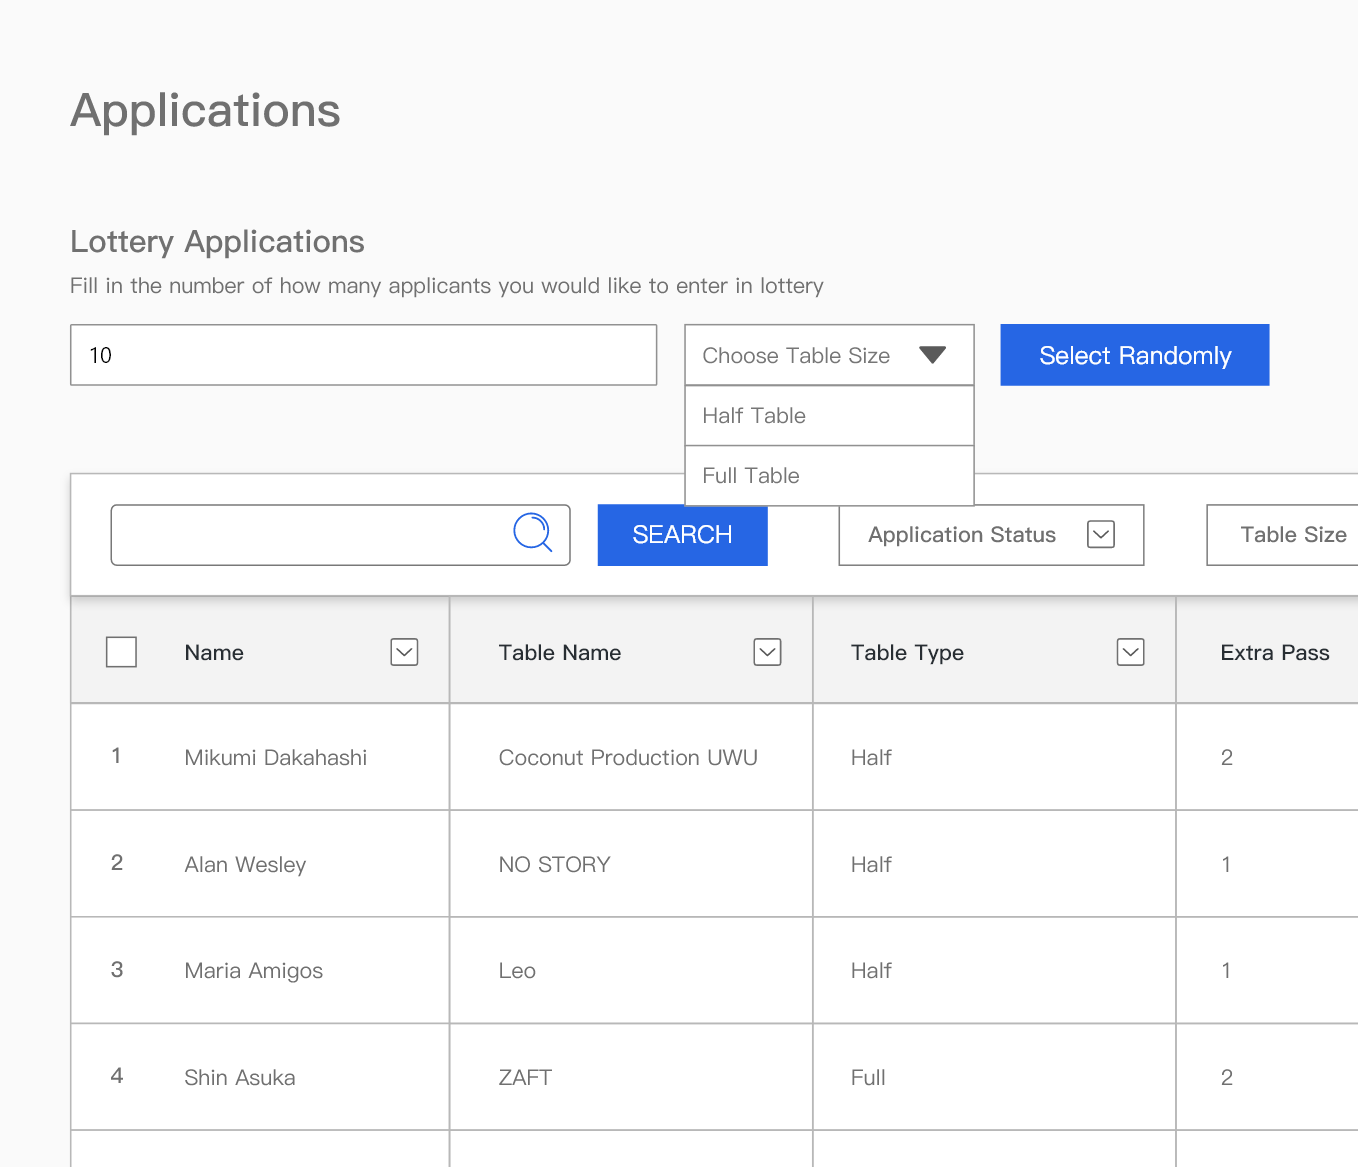 Applications
Lottery Applications
Fill in the number of how many applicants you would like to enter in lottery
10 Choose Table Size Select Randomly
Half Table
Full Table
SEARCH Application Status Table Size
Name Table Name Table Type Extra Pass
1 Mikumi Dakahashi Coconut Production UWU Half 2
2 Alan Wesley NO STORY Half 1
3 Maria Amigos Leo Half 1
4 Shin Asuka ZAFT Full 2